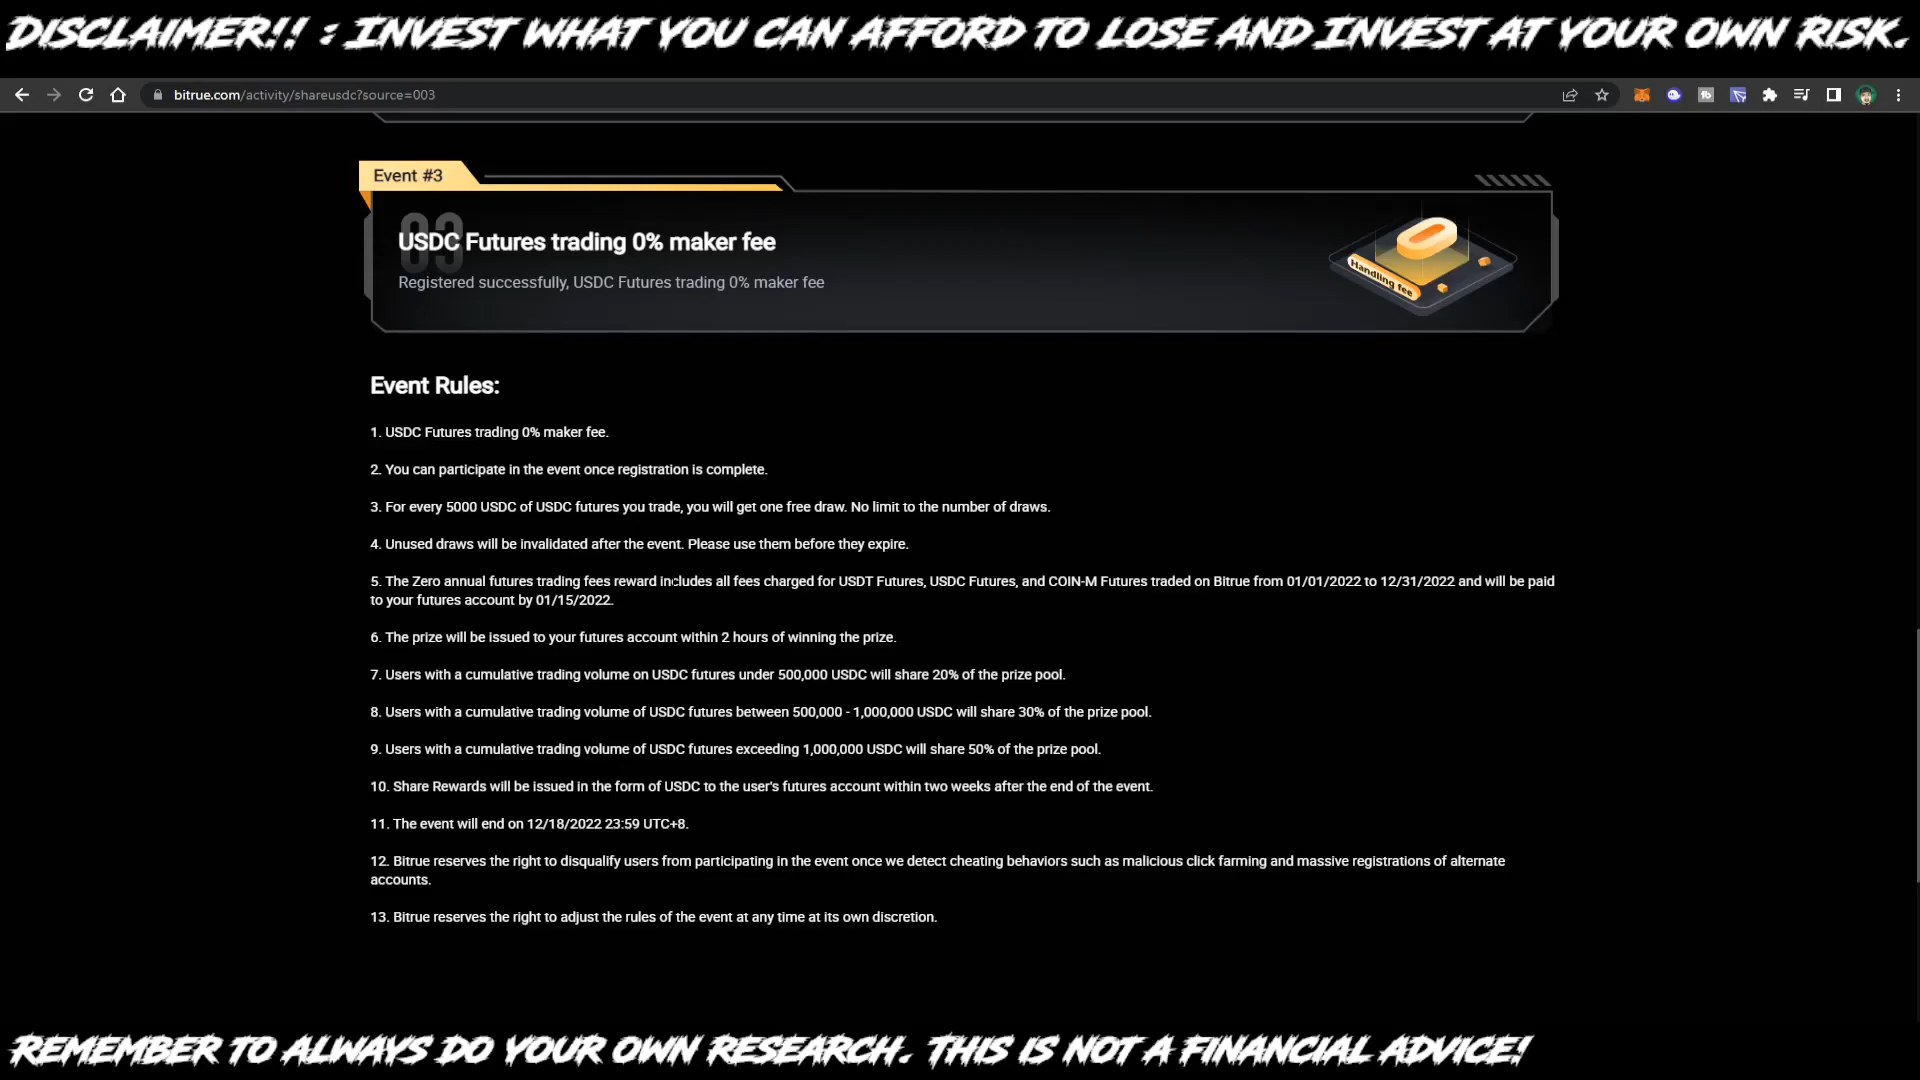 DISCLAIMER!! : INVEST WHAT YOU CAN AFFORD TO LOSE AND INVEST AT YOUR OWN RISK.
bitrue.com/activity/shareusdc?source=003
Event #3
03
USDC Futures trading 0% maker fee
Registered successfully, USDC Futures trading 0% maker fee
Handling fee
Event Rules:
1. USDC Futures trading 0% maker fee.
2. You can participate in the event once registration is complete.
3. For every 5000 USDC of USDC futures you trade, you will get one free draw. No limit to the number of draws.
4. Unused draws will be invalidated after the event. Please use them before they expire.
5. The Zero annual futures trading fees reward includes all fees charged for USDT Futures, USDC Futures, and COIN-M Futures traded on Bitrue from 01/01/2022 to 12/31/2022 and will be paid
to your futures account by 01/15/2022.
6. The prize will be issued to your futures account within 2 hours of winning the prize.
7. Users with a cumulative trading volume on USDC futures under 500,000 USDC will share 20% of the prize pool.
8. Users with a cumulative trading volume of USDC futures between 500,000 - 1,000,000 USDC will share 30% of the prize pool.
9. Users with a cumulative trading volume of USDC futures exceeding 1,000,000 USDC will share 50% of the prize pool.
10. Share Rewards will be issued in the form of USDC to the user's futures account within two weeks after the end of the event.
11. The event will end on 12/18/2022 23:59 UTC+8.
12. Bitrue reserves the right to disqualify users from participating in the event once we detect cheating behaviors such as malicious click farming and massive registrations of alternate
accounts.
13. Bitrue reserves the right to adjust the rules of the event at any time at its own discretion.
REMEMBER TO ALWAYS DO YOUR OWN RESEARCH. THIS IS NOT A FINANCIAL ADVICE!